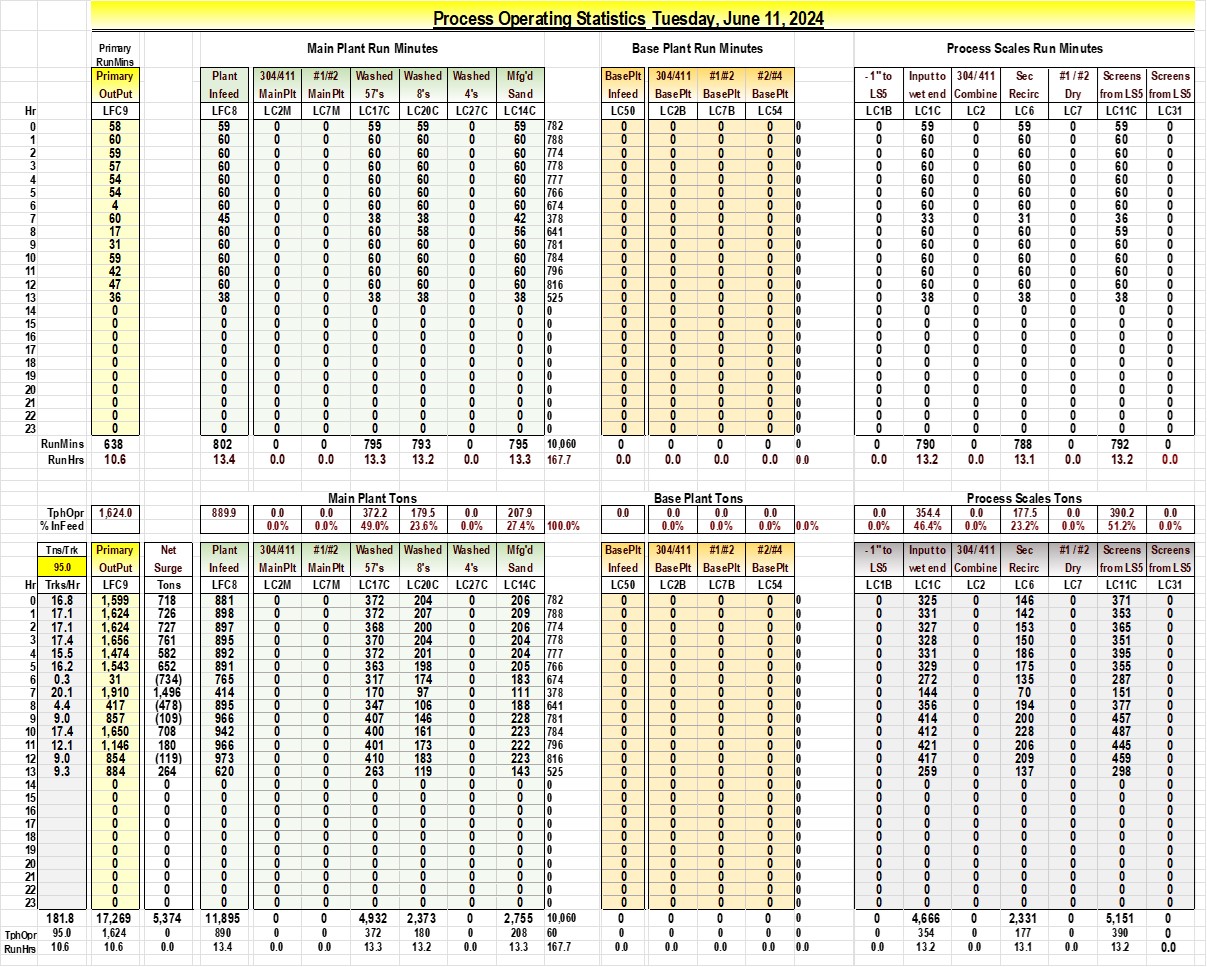 Process Operating Statistics Tuesday, June 11, 2024
Primary Main Plant Run Minutes Base Plant Run Minutes Process Scales Run Minutes
RunMins
Primary Plant 304/411 #1/#2 Washed Washed Washed Mfg'd BasePlt 304/411 #1/#2 #2/#4 -1" to Input to 304/411 Sec #1/#2 Screens Screens
OutPut Infeed MainPlt MainPlt 57's 8's 4's Sand Infeed BasePlt BasePlt BasePlt LS5 wet end Combine Recirc Dry from LS5 from LS5
Hr LFC9 LFC8 LC2M LC7M LC17C LC20C LC27C LC14C LC50 LC2B LC7B LC54 LC1B LC1C LC2 LC6 LC7 LC11C LC31
0 58 59 0 0 59 59 0 59 782 0 0 0 0 0 0 59 0 59 0 59 0
1 60 60 0 0 60 60 0 60 788 0 0 0 0 0 0 60 0 60 0 60 0
2 59 60 0 0 60 60 0 60 774 0 0 0 0 0 0 60 0 60 0 60 0
3 57 60 0 0 60 60 0 60 778 0 0 0 0 0 0 60 0 60 0 60 0
4 54 60 0 0 60 60 0 60 777 0 0 0 0 0 0 60 0 60 0 60 0
5 54 60 0 0 60 60 0 60 766 0 0 0 0 0 0 60 0 60 0 60 0
6 4 60 0 0 60 60 0 60 674 0 0 0 0 0 0 60 0 60 0 60 0
7 60 45 0 0 38 38 0 42 378 0 0 0 0 0 0 33 0 31 0 36 0
8 17 60 0 0 60 58 0 56 641 0 0 0 0 0 0 60 0 60 0 59 0
9 31 60 0 0 60 60 0 60 781 0 0 0 0 0 0 60 0 60 0 60 0
10 59 60 0 0 60 60 0 60 784 0 0 0 0 0 0 60 0 60 0 60 0
11 42 60 0 0 60 60 0 60 796 0 0 0 0 0 0 60 0 60 0 60 0
12 47 60 0 0 60 60 0 60 816 0 0 0 0 0 0 60 0 60 0 60 0
13 36 38 0 0 38 38 0 38 525 0 0 0 0 0 0 38 0 38 0 38 0
14 0 0 0 0 0 0 0 0 0 0 0 0 0 0 0 0 0 0 0 0 0
15 0 0 0 0 0 0 0 0 0 0 0 0 0 0 0 0 0 0 0 0 0
16 0 0 0 0 0 0 0 0 0 0 0 0 0 0 0 0 0 0 0 0 0
17 0 0 0 0 0 0 0 0 0 0 0 0 0 0 0 0 0 0 0 0 0
18 0 0 0 0 0 0 0 0 0 0 0 0 0 0 0 0 0 0 0 0 0
19 0 0 0 0 0 0 0 0 0 0 0 0 0 0 0 0 0 0 0 0 0
20 0 0 0 0 0 0 0 0 0 0 0 0 0 0 0 0 0 0 0 0 0
21 0 0 0 0 0 0 0 0 0 0 0 0 0 0 0 0 0 0 0 0 0
22 0 0 0 0 0 0 0 0 0 0 0 0 0 0 0 0 0 0 0 0 0
23 0 0 0 0 0 0 0 0 0 0 0 0 0 0 0 0 0 0 0 0 0
RunMins 638 802 0 0 795 793 0 795 10,060 0 0 0 0 0 0 790 0 788 0 792 0
RunHrs 10.6 13.4 0.0 0.0 13.3 13.2 0.0 13.3 167.7 0.0 0.0 0.0 0.0 0.0 0.0 13.2 0.0 13.1 0.0 13.2 0.0
Main Plant Tons Base Plant Tons Process Scales Tons
TphOpr 1,624.0 889.9 0.0 0.0 372.2 179.5 0.0 207.9 0.0 0.0 0.0 0.0 0.0 354.4 0.0 177.5 0.0 390.2 0.0
% InFeed 0.0% 0.0% 49.0% 23.6% 0.0% 27.4% 100.0% 0.0% 0.0% 0.0% 0.0% 0.0% 46.4% 0.0% 23.2% 0.0% 51.2% 0.0%
Tns/Trk Primary Net Plant 304/411 #1/#2 Washed Washed Washed Mfg'd BasePlt 304/411 #1/#2 #2/#4 -1" to Input to 304/411 Sec #1/#2 Screens Screens
95.0 OutPut Surge Infeed MainPlt MainPlt 57's 8's 4's Sand Infeed BasePlt BasePlt BasePlt LS5 wet end Combine Recirc Dry from LS5 from LS5
Hr Trks/Hr LFC9 Tons LFC8 LC2M LC7M LC17C LC20C LC27C LC14C LC50 LC2B LC7B LC54 LC1B LC1C LC2 LC6 LC7 LC11C LC31
0 16.8 1,599 718 881 0 0 372 204 0 206 782 0 0 0 0 0 0 325 0 146 0 371 0
1 17.1 1,624 726 898 0 0 372 207 0 209 788 0 0 0 0 0 0 331 0 142 0 353 0
2 17.1 1,624 727 897 0 0 368 200 0 206 774 0 0 0 0 0 0 327 0 153 0 365 0
3 17.4 1,656 761 895 0 0 370 204 0 204 778 0 0 0 0 0 0 328 0 150 0 351 0
4 15.5 1,474 582 892 0 0 372 201 0 204 777 0 0 0 0 0 0 331 0 186 0 395 0
5 16.2 1,543 652 891 0 0 363 198 0 205 766 0 0 0 0 0 0 329 0 175 0 355 0
6 0.3 31 (734) 765 0 0 317 174 0 183 674 0 0 0 0 0 0 272 0 135 0 287 0
7 20.1 1,910 1,496 414 0 0 170 97 0 111 378 0 0 0 0 0 0 144 0 70 0 151 0
8 4.4 417 (478) 895 0 0 347 106 0 188 641 0 0 0 0 0 0 356 0 194 0 377 0
9 9.0 857 (109) 966 0 0 407 146 0 228 781 0 0 0 0 0 0 414 0 200 0 457 0
10 17.4 1,650 708 942 0 0 400 161 0 223 784 0 0 0 0 0 0 412 0 228 0 487 0
11 12.1 1,146 180 966 0 0 401 173 0 222 796 0 0 0 0 0 0 421 0 206 0 445 0
12 9.0 854 (119) 973 0 0 410 183 0 223 816 0 0 0 0 0 0 417 0 209 0 459 0
13 9.3 884 264 620 0 0 263 119 0 143 525 0 0 0 0 0 0 259 0 137 0 298 0
14 0 0 0 0 0 0 0 0 0 0 0 0 0 0 0 0 0 0 0 0 0 0
15 0 0 0 0 0 0 0 0 0 0 0 0 0 0 0 0 0 0 0 0 0 0
16 0 0 0 0 0 0 0 0 0 0 0 0 0 0 0 0 0 0 0 0 0 0
17 0 0 0 0 0 0 0 0 0 0 0 0 0 0 0 0 0 0 0 0 0 0
18 0 0 0 0 0 0 0 0 0 0 0 0 0 0 0 0 0 0 0 0 0 0
19 0 0 0 0 0 0 0 0 0 0 0 0 0 0 0 0 0 0 0 0 0 0
20 0 0 0 0 0 0 0 0 0 0 0 0 0 0 0 0 0 0 0 0 0 0
21 0 0 0 0 0 0 0 0 0 0 0 0 0 0 0 0 0 0 0 0 0 0
22 0 0 0 0 0 0 0 0 0 0 0 0 0 0 0 0 0 0 0 0 0 0
23 0 0 0 0 0 0 0 0 0 0 0 0 0 0 0 0 0 0 0 0 0 0
181.8 17,269 5,374 11,895 0 0 4,932 2,373 0 2,755 10,060 0 0 0 0 0 0 4,666 0 2,331 0 5,151 0
TphOpr 95.0 1,624 0 890 0 0 372 180 0 208 60 0 0 0 0 0 0 354 0 177 0 390 0
RunHrs 10.6 10.6 0.0 13.4 0.0 0.0 13.3 13.2 0.0 13.3 167.7 0.0 0.0 0.0 0.0 0.0 0.0 13.2 0.0 13.1 0.0 13.2 0.0